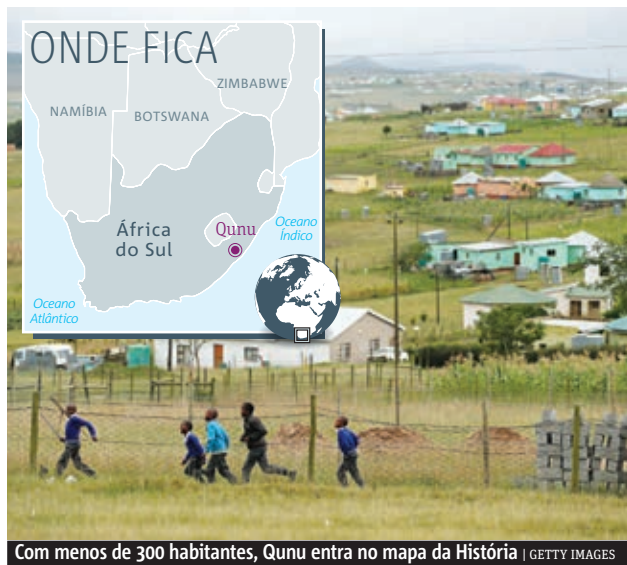 ONDE FICA
ZIMBABWE
NAMÍBIA
BOTSWANA
África
do Sul
Qunu
Oceano
Índico
Oceano
Atlântico
Com menos de 300 habitantes, Qunu entra no mapa da História | GETTY IMAGES